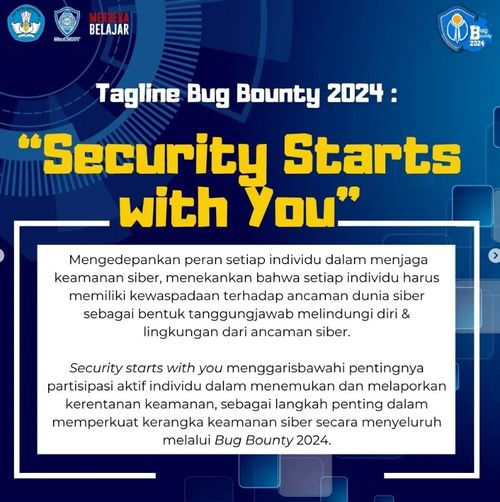 MERDEKA
BELAJAR
Bug
Bounty
2024
Tagline Bug Bounty 2024 :
“Security Starts
with You”
Mengedepankan peran setiap individu dalam menjaga
keamanan siber, menekankan bahwa setiap individu harus
memiliki kewaspadaan terhadap ancaman dunia siber
sebagai bentuk tanggungjawab melindungi diri &
lingkungan dari ancaman siber.
Security starts with you menggarisbawahi pentingnya
partisipasi aktif individu dalam menemukan dan melaporkan
kerentanan keamanan, sebagai langkah penting dalam
memperkuat kerangka keamanan siber secara menyeluruh
melalui Bug Bounty 2024.